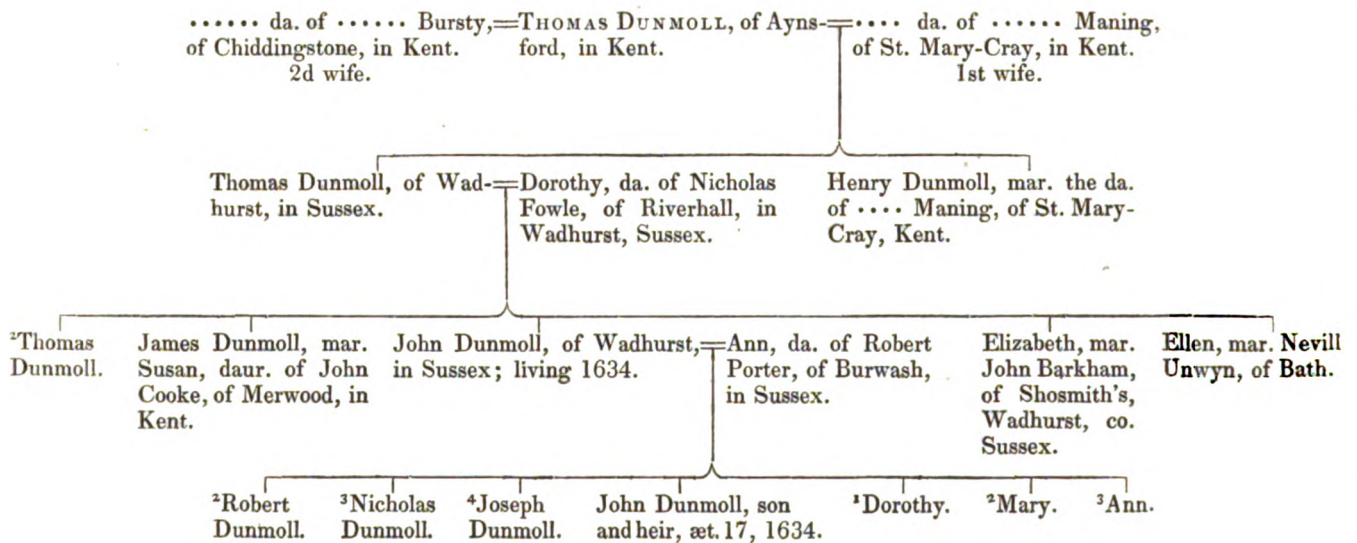 ······ da. of ······ Bursty,=THOMAS DUNMOLL, of Ayns-=···· da. of ······ Maning,
of Chiddingstone, in Kent. ford, in Kent. of St. Mary-Cray, in Kent.
2d wife. 1st wife.
Thomas Dunmoll, of Wad-=Dorothy, da. of Nicholas Henry Dunmoll, mar. the da.
hurst, in Sussex. Fowle, of Riverhall, in of ···· Maning, of St. Mary-
Wadhurst, Sussex. Cray, Kent.
²Thomas
Dunmoll.
James Dunmoll, mar.
Susan, daur. of John
Cooke, of Merwood, in
Kent.
John Dunmoll, of Wadhurst,=
in Sussex; living 1634.
Ann, da. of Robert
Porter, of Burwash,
in Sussex.
Elizabeth, mar.
John Barkham,
of Shosmith's,
Wadhurst, co.
Sussex.
Ellen, mar. Nevill
Unwyn, of Bath.
²Robert
Dunmoll.
³Nicholas
Dunmoll.
⁴Joseph
Dunmoll.
John Dunmoll, son
and heir, æt. 17, 1634.
¹Dorothy.
²Mary.
³Ann.